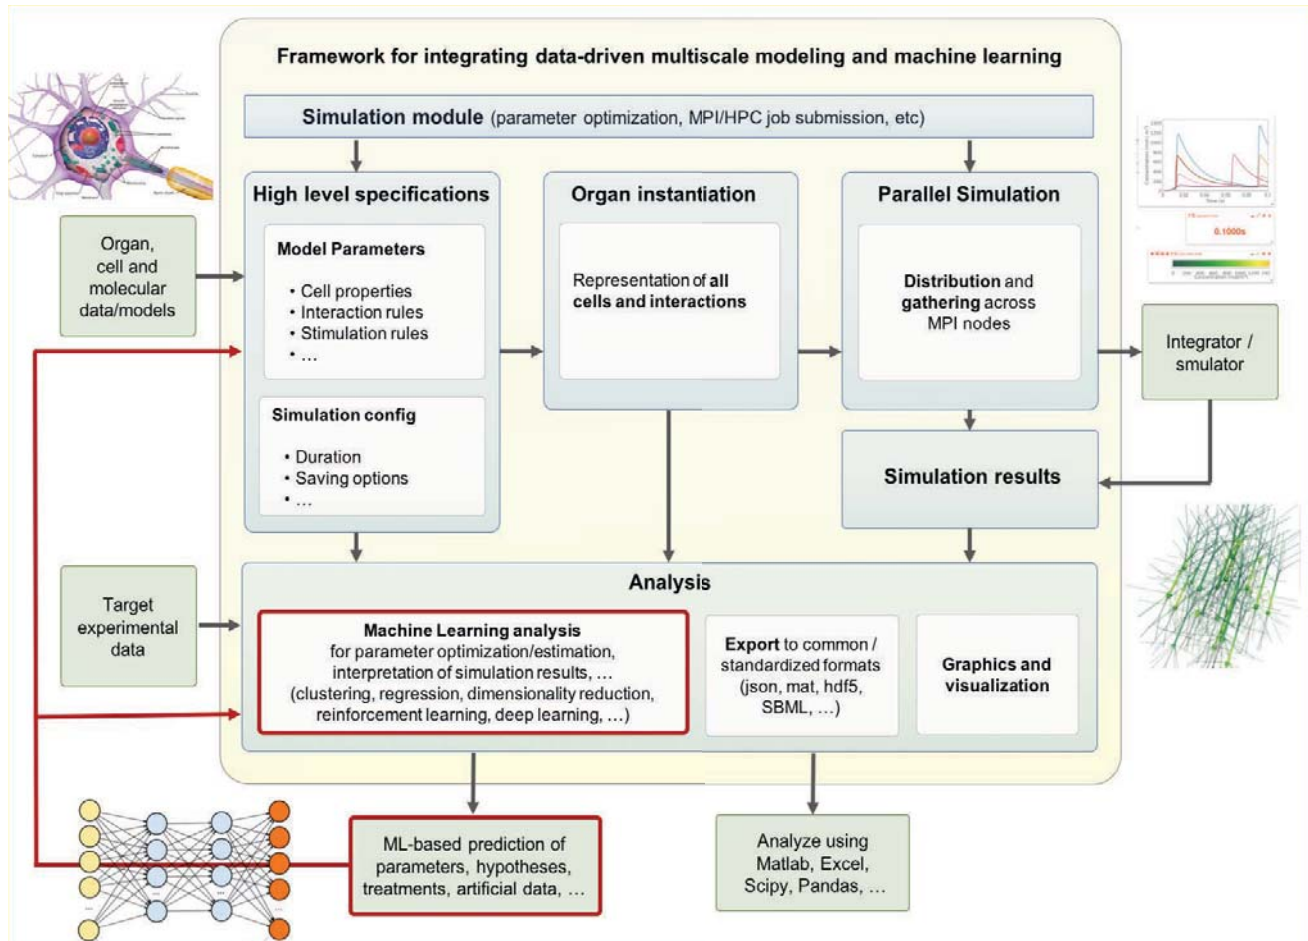 Framework for integrating data-driven multiscale modeling and machine learning
Simulation module (parameter optimization, MPI/HPC job submission, etc)
High level specifications
Model Parameters
• Cell properties
• Interaction rules
• Stimulation rules
• …
Simulation config
• Duration
• Saving options
• …
Organ instantiation
Representation of all
cells and interactions
Parallel Simulation
Distribution and
gathering across
MPI nodes
0.1000s
Organ,
cell and
molecular
data/models
Integrator /
smulator
Simulation results
Target
experimental
data
Analysis
Machine Learning analysis
for parameter optimization/estimation,
interpretation of simulation results, …
(clustering, regression, dimensionality reduction,
reinforcement learning, deep learning, …)
Export to common /
standardized formats
(json, mat, hdf5,
SBML, …)
Graphics and
visualization
ML-based prediction of
parameters, hypotheses,
treatments, artificial data, …
Analyze using
Matlab, Excel,
Scipy, Pandas, …